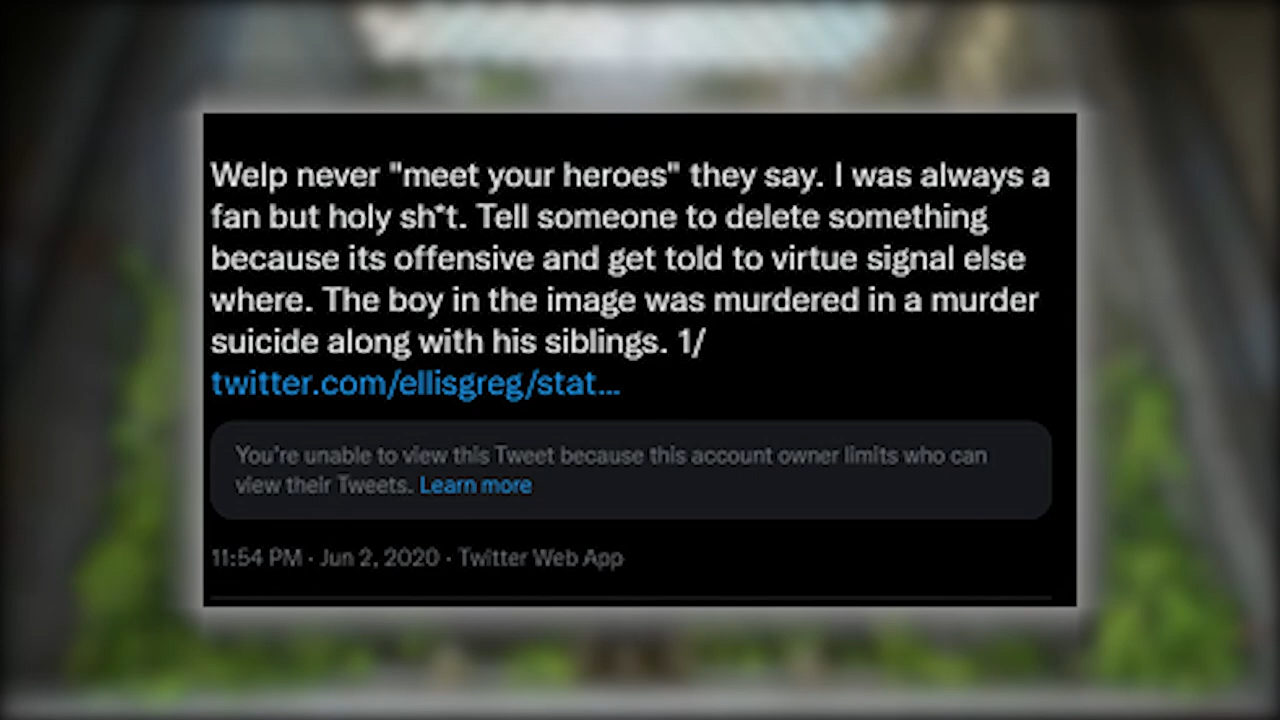 Welp never "meet your heroes" they say. I was always a
fan but holy sh*t. Tell someone to delete something
because its offensive and get told to virtue signal else
where. The boy in the image was murdered in a murder
suicide along with his siblings. 1/
twitter.com/ellisgreg/stat...
You're unable to view this Tweet because this account owner limits who can
view their Tweets. Learn more
11:54 PM · Jun 2, 2020 · Twitter Web App